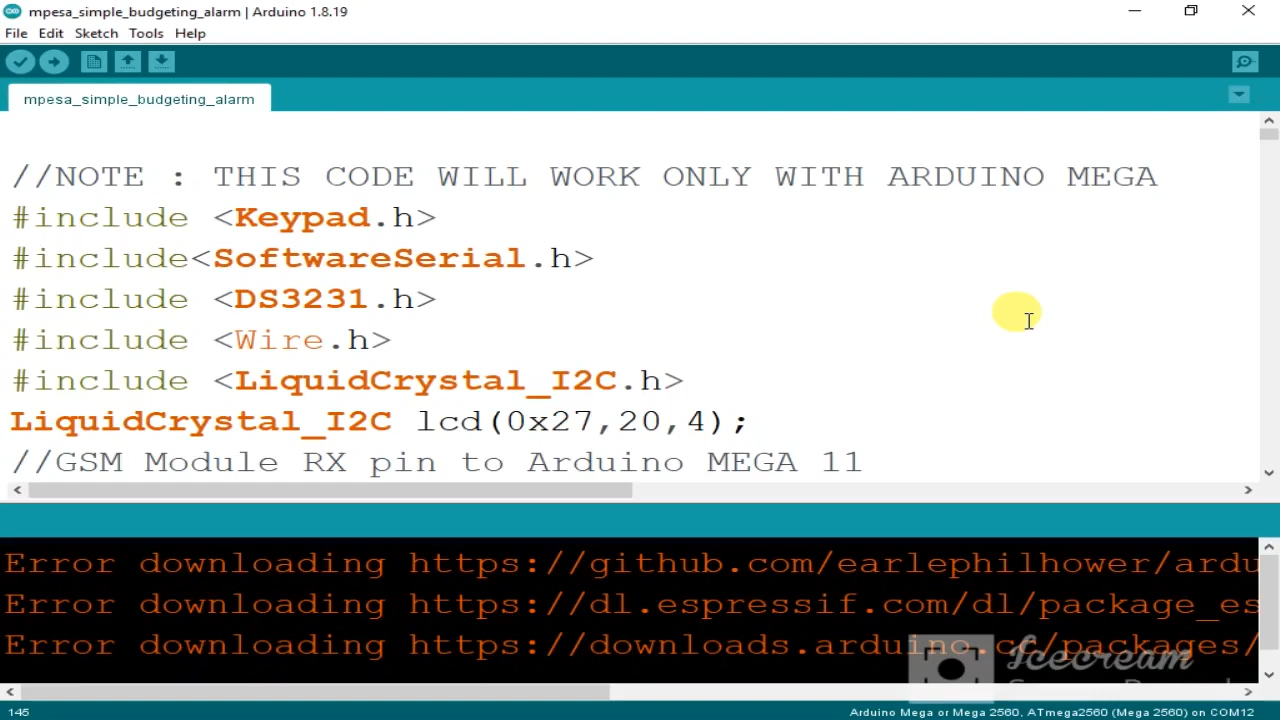 mpesa_simple_budgeting_alarm | Arduino 1.8.19
File Edit Sketch Tools Help
mpesa_simple_budgeting_alarm
//NOTE : THIS CODE WILL WORK ONLY WITH ARDUINO MEGA
#include <Keypad.h>
#include<SoftwareSerial.h>
#include <DS3231.h>
#include <Wire.h>
#include <LiquidCrystal_I2C.h>
LiquidCrystal_I2C lcd(0x27,20,4);
//GSM Module RX pin to Arduino MEGA 11
Error downloading https://github.com/earlephilhower/ardu
Error downloading https://dl.espressif.com/dl/package_es
Error downloading https://downloads.arduino.cc/packages/
Icecream
145 Arduino Mega or Mega 2560, ATmega2560 (Mega 2560) on COM12